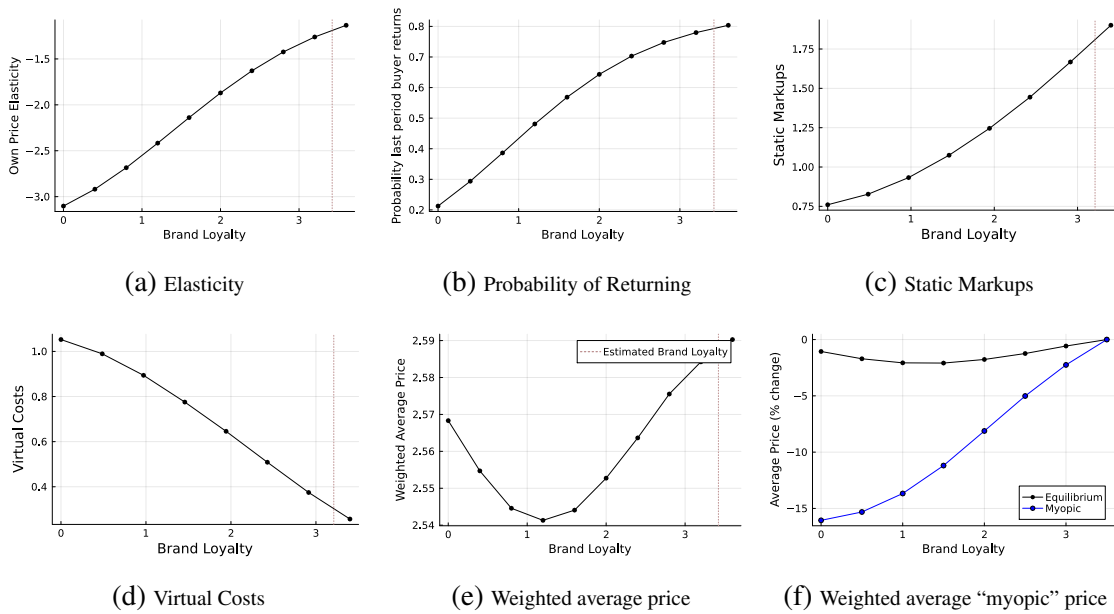 Own Price Elasticity
−1.5
−2.0
−2.5
−3.0
0 1 2 3
Brand Loyalty
(a) Elasticity
Probability last period buyer returns
0.8
0.7
0.6
0.5
0.4
0.3
0.2
0 1 2 3
Brand Loyalty
(b) Probability of Returning
Static Markups
1.75
1.50
1.25
1.00
0.75
0 1 2 3
Brand Loyalty
(c) Static Markups
Virtual Costs
1.0
0.8
0.6
0.4
0 1 2 3
Brand Loyalty
(d) Virtual Costs
Weighted Average Price
2.59
2.58
2.57
2.56
2.55
2.54
Estimated Brand Loyalty
0 1 2 3
Brand Loyalty
(e) Weighted average price
Average Price (% change)
0
−5
−10
−15
Equilibrium
Myopic
0 1 2 3
Brand Loyalty
(f) Weighted average “myopic” price